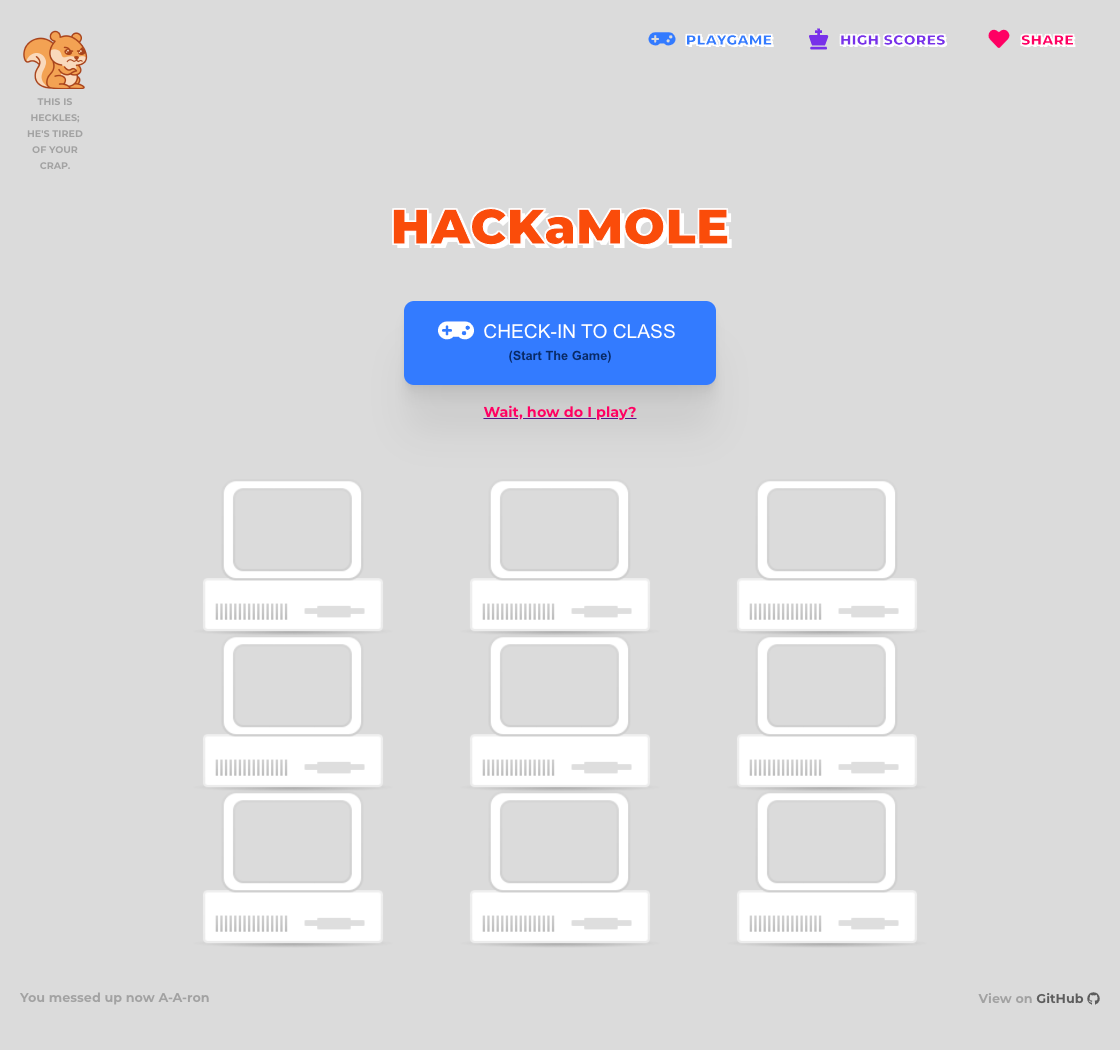 PLAYGAME
HIGH SCORES
SHARE
THIS IS
HECKLES;
HE'S TIRED
OF YOUR
CRAP.
HACKaMOLE
CHECK-IN TO CLASS
(Start The Game)
Wait, how do I play?
You messed up now A-A-ron
View on GitHub